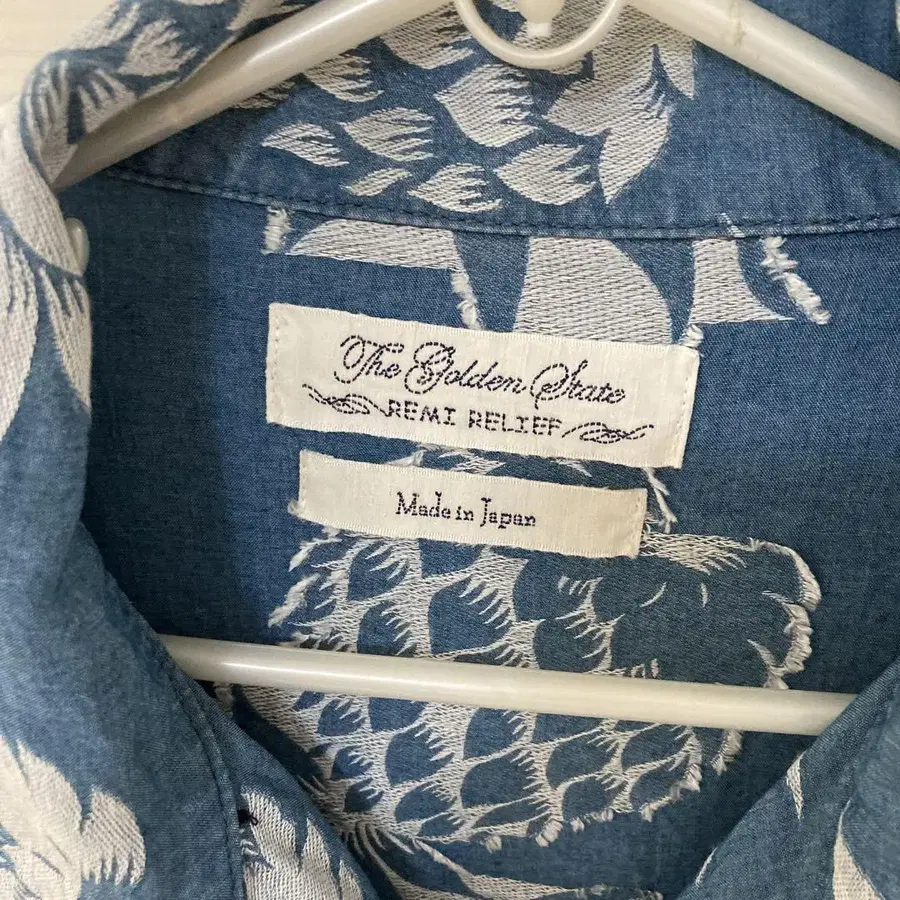 The Golden State
REMI RELIEF
Made in Japan